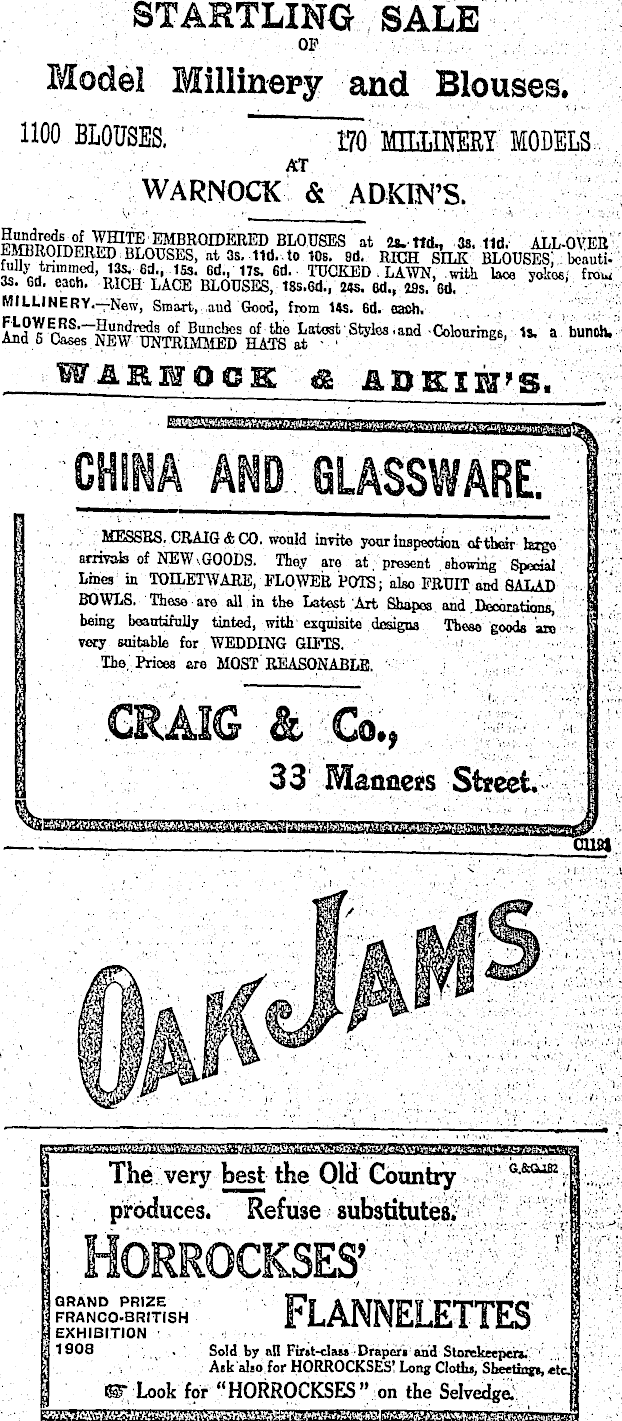 STARTLING SALE
OF
Model Millinery and Blouses.
1100 BLOUSES. 170 MILLINERY MODELS
AT
WARNOCK & ADKIN'S.
Hundreds of WHITE EMBROIDERED BLOUSES at 2s. 11d., 3s. 11d. ALL-OVER
EMBROIDERED BLOUSES, at 3s. 11d. to 10s. 9d. RICH SILK BLOUSES, beauti-
fully trimmed, 13s. 6d., 15s. 6d., 17s. 6d. TUCKED LAWN, with lace yokes, from
3s. 6d. each. RICH LACE BLOUSES, 18s.6d., 24s. 6d., 29s. 6d.
MILLINERY.—New, Smart, and Good, from 14s. 6d. each.
FLOWERS.—Hundreds of Bunches of the Latest Styles and Colourings, 1s. a bunch.
And 5 Cases NEW UNTRIMMED HATS at
WARNOCK & ADKIN'S.
CHINA AND GLASSWARE.
MESSRS. CRAIG & CO. would invite your inspection of their large
arrivals of NEW GOODS. They are at present showing Special
Lines in TOILETWARE, FLOWER POTS; also FRUIT and SALAD
BOWLS. These are all in the Latest Art Shapes and Decorations,
being beautifully tinted, with exquisite designs These goods are
very suitable for WEDDING GIFTS.
The Prices are MOST REASONABLE.
CRAIG & Co.,
33 Manners Street.
OAK JAMS
G.&G.182
The very best the Old Country
produces. Refuse substitutes.
HORROCKSES'
GRAND PRIZE
FRANCO-BRITISH
EXHIBITION
1908
FLANNELETTES
Sold by all First-class Drapers and Storekeepers.
Ask also for HORROCKSES' Long Cloths, Sheetings, etc.
☞ Look for "HORROCKSES" on the Selvedge.